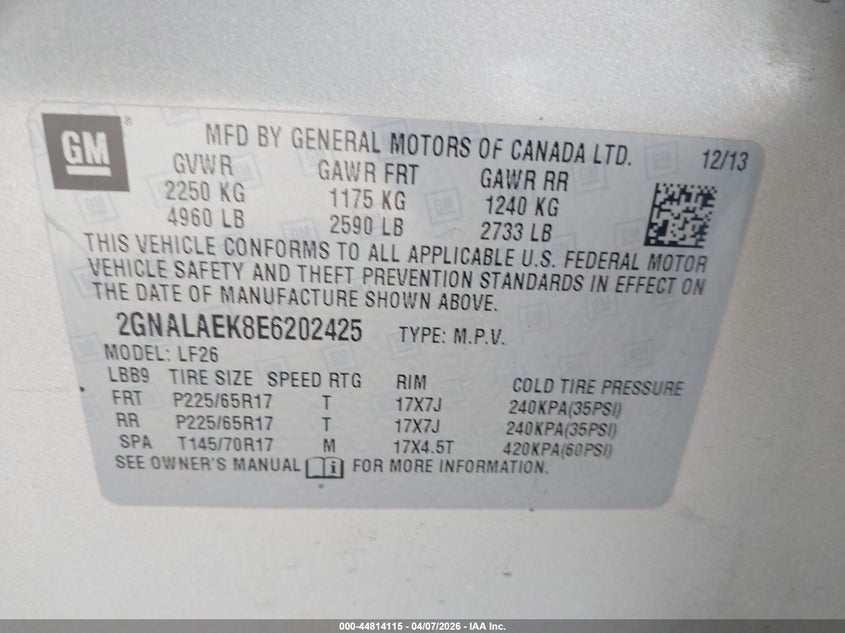 GM®
MFD BY GENERAL MOTORS OF CANADA LTD.
12/13
GVWR GAWR FRT GAWR RR
2250 KG 1175 KG 1240 KG
4960 LB 2590 LB 2733 LB
THIS VEHICLE CONFORMS TO ALL APPLICABLE U.S. FEDERAL MOTOR
VEHICLE SAFETY AND THEFT PREVENTION STANDARDS IN EFFECT ON
THE DATE OF MANUFACTURE SHOWN ABOVE.
2GNALAEK8E6202425 TYPE: M.P.V.
MODEL: LF26
LBB9 TIRE SIZE SPEED RTG RIM COLD TIRE PRESSURE
FRT P225/65R17 T 17X7J 240KPA(35PSI)
RR P225/65R17 T 17X7J 240KPA(35PSI)
SPA T145/70R17 M 17X4.5T 420KPA(60PSI)
SEE OWNER'S MANUAL FOR MORE INFORMATION.
000-44814115 - 04/07/2026 - IAA Inc.